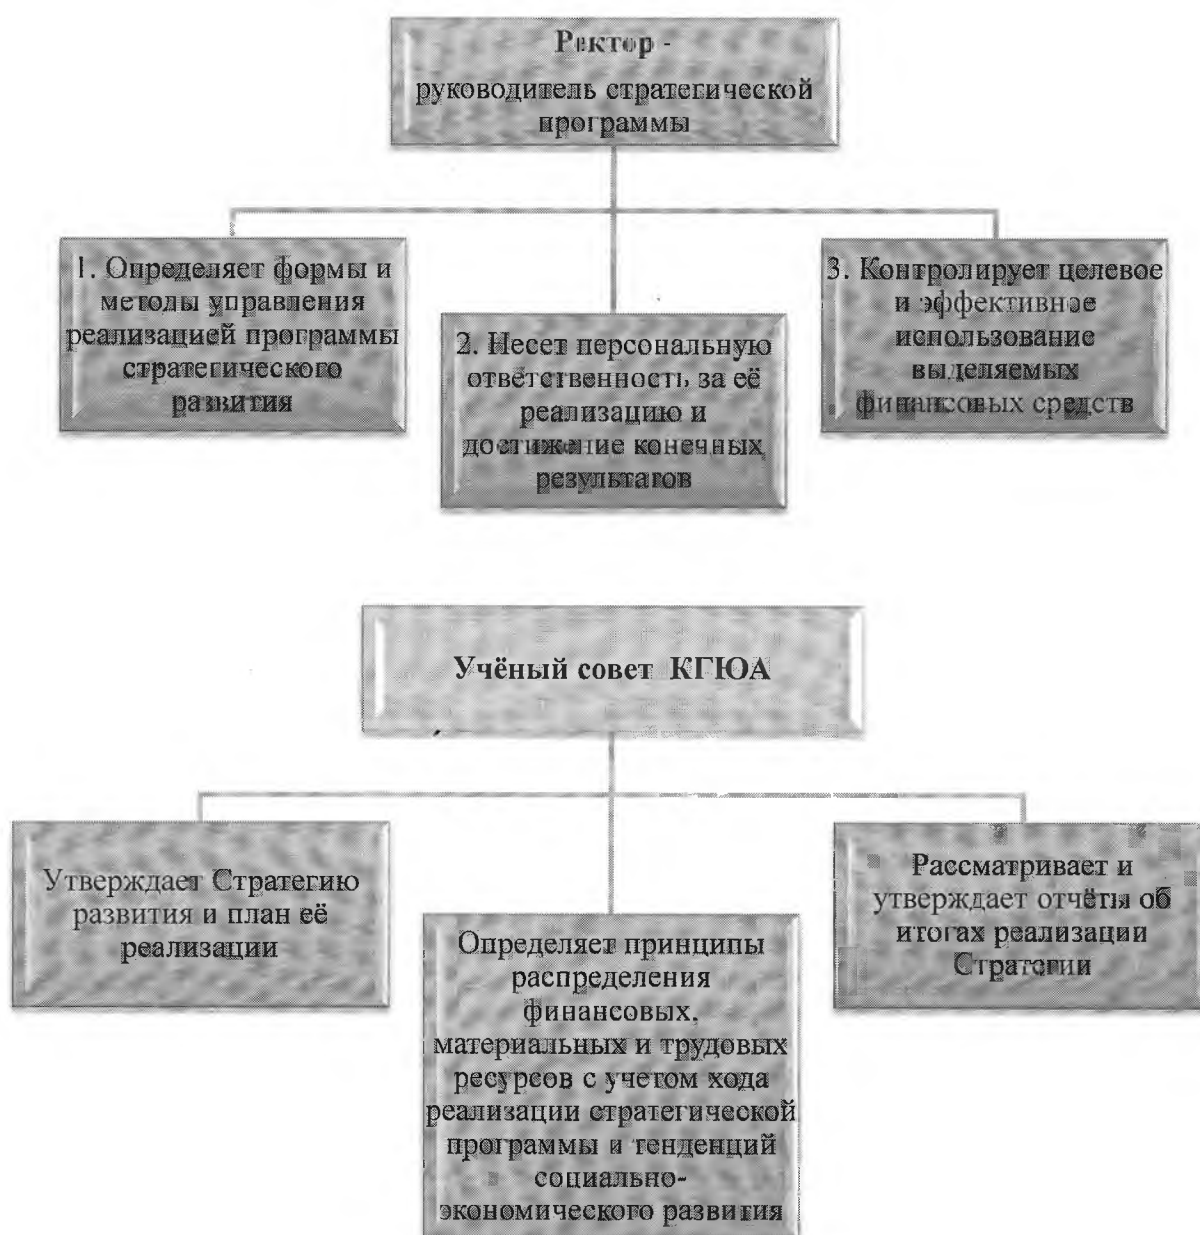 Ректор -
руководитель стратегической
программы
1. Определяет формы и
методы управления
реализацией программы
стратегического
развития
2. Несет персональную
ответственность за её
реализацию и
достижение конечных
результатов
3. Контролирует целевое
и эффективное
использование
выделяемых
финансовых средств
Учёный совет КГЮА
Утверждает Стратегию
развития и план её
реализации
Определяет принципы
распределения
финансовых,
материальных и трудовых
ресурсов с учетом хода
реализации стратегической
программы и тенденций
социально-
экономического развития
Рассматривает и
утверждает отчёты об
итогах реализации
Стратегии